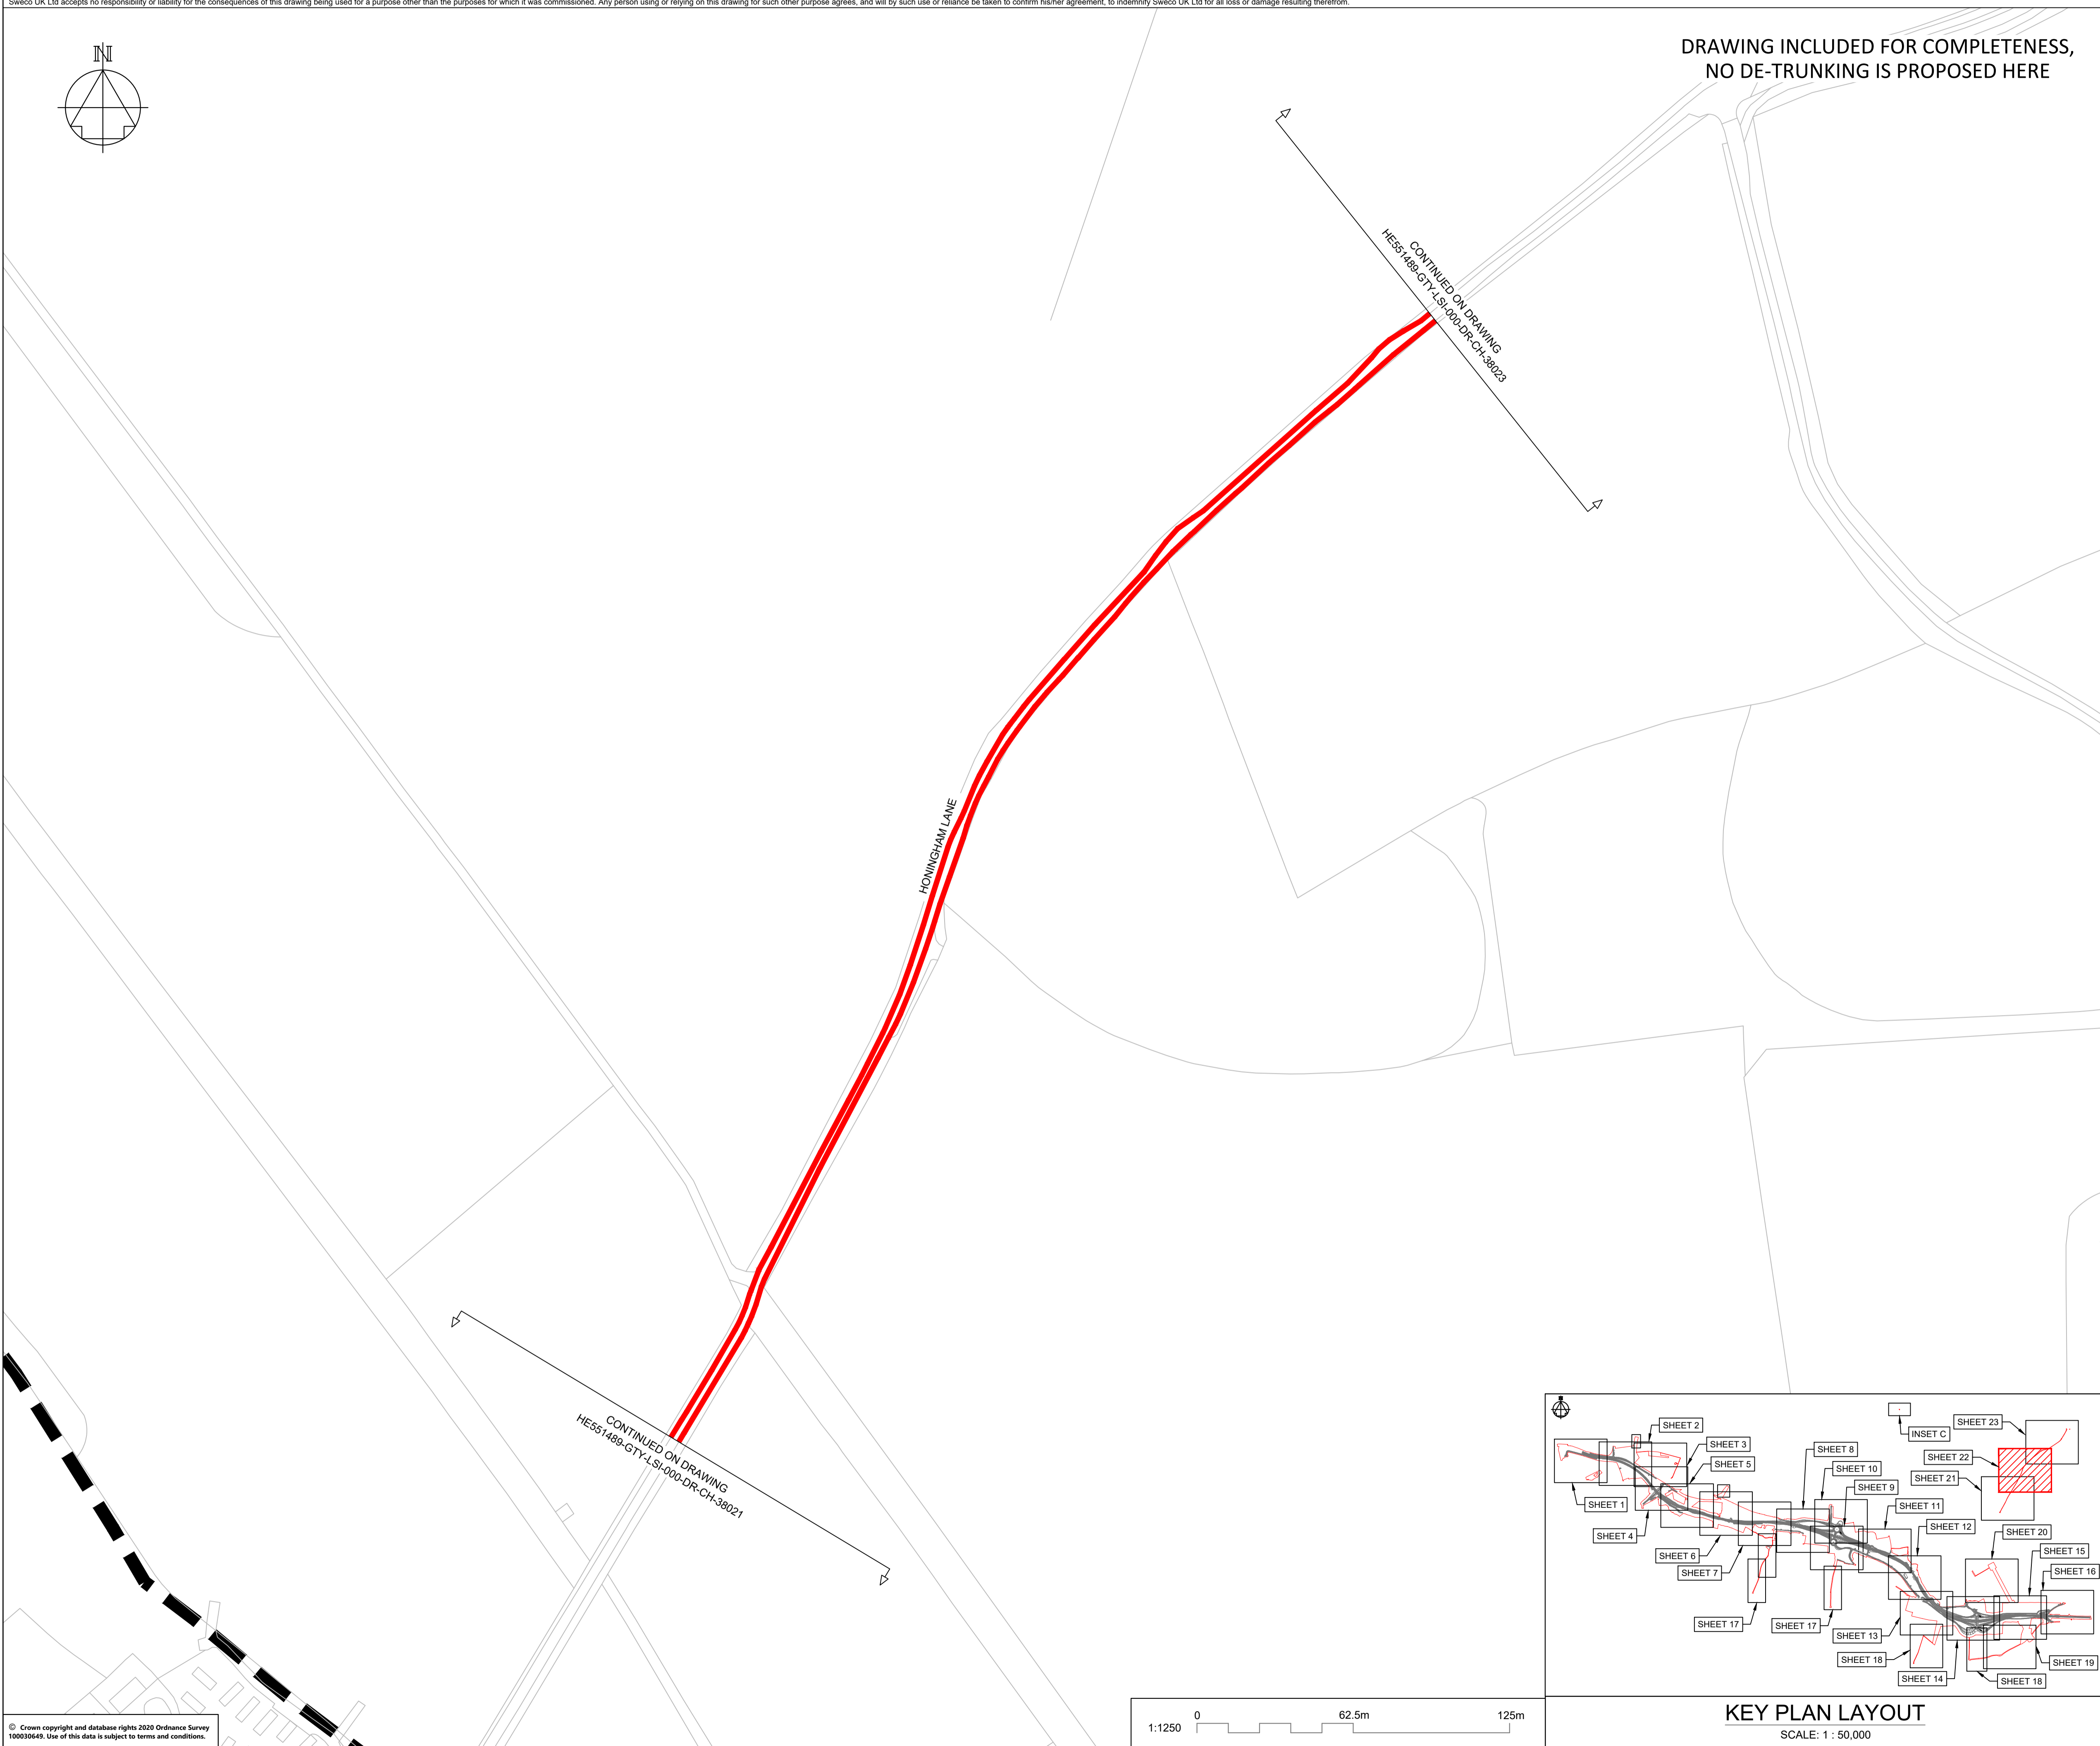 Sweco UK Ltd accepts no responsibility or liability for the consequences of this drawing being used for a purpose other than the purposes for which it was commissioned. Any person using or relying on this drawing for such other purpose agrees, and will by such use or reliance be taken to confirm his/her agreement, to indemnify Sweco UK Ltd for all loss or damage resulting therefrom.
N
DRAWING INCLUDED FOR COMPLETENESS,
NO DE-TRUNKING IS PROPOSED HERE
CONTINUED ON DRAWING
HE551489-GTY-LSI-000-DR-CH-38023
HONINGHAM LANE
CONTINUED ON DRAWING
HE551489-GTY-LSI-000-DR-CH-38021
SHEET 2
SHEET 3
SHEET 5
SHEET 1
SHEET 4
SHEET 6
SHEET 7
SHEET 8
SHEET 10
SHEET 9
SHEET 11
SHEET 12
INSET C
SHEET 23
SHEET 22
SHEET 21
SHEET 20
SHEET 15
SHEET 16
SHEET 17
SHEET 17
SHEET 13
SHEET 18
SHEET 14
SHEET 18
SHEET 19
KEY PLAN LAYOUT
SCALE: 1 : 50,000
1:1250
0
62.5m
125m
© Crown copyright and database rights 2020 Ordnance Survey
100030649. Use of this data is subject to terms and conditions.